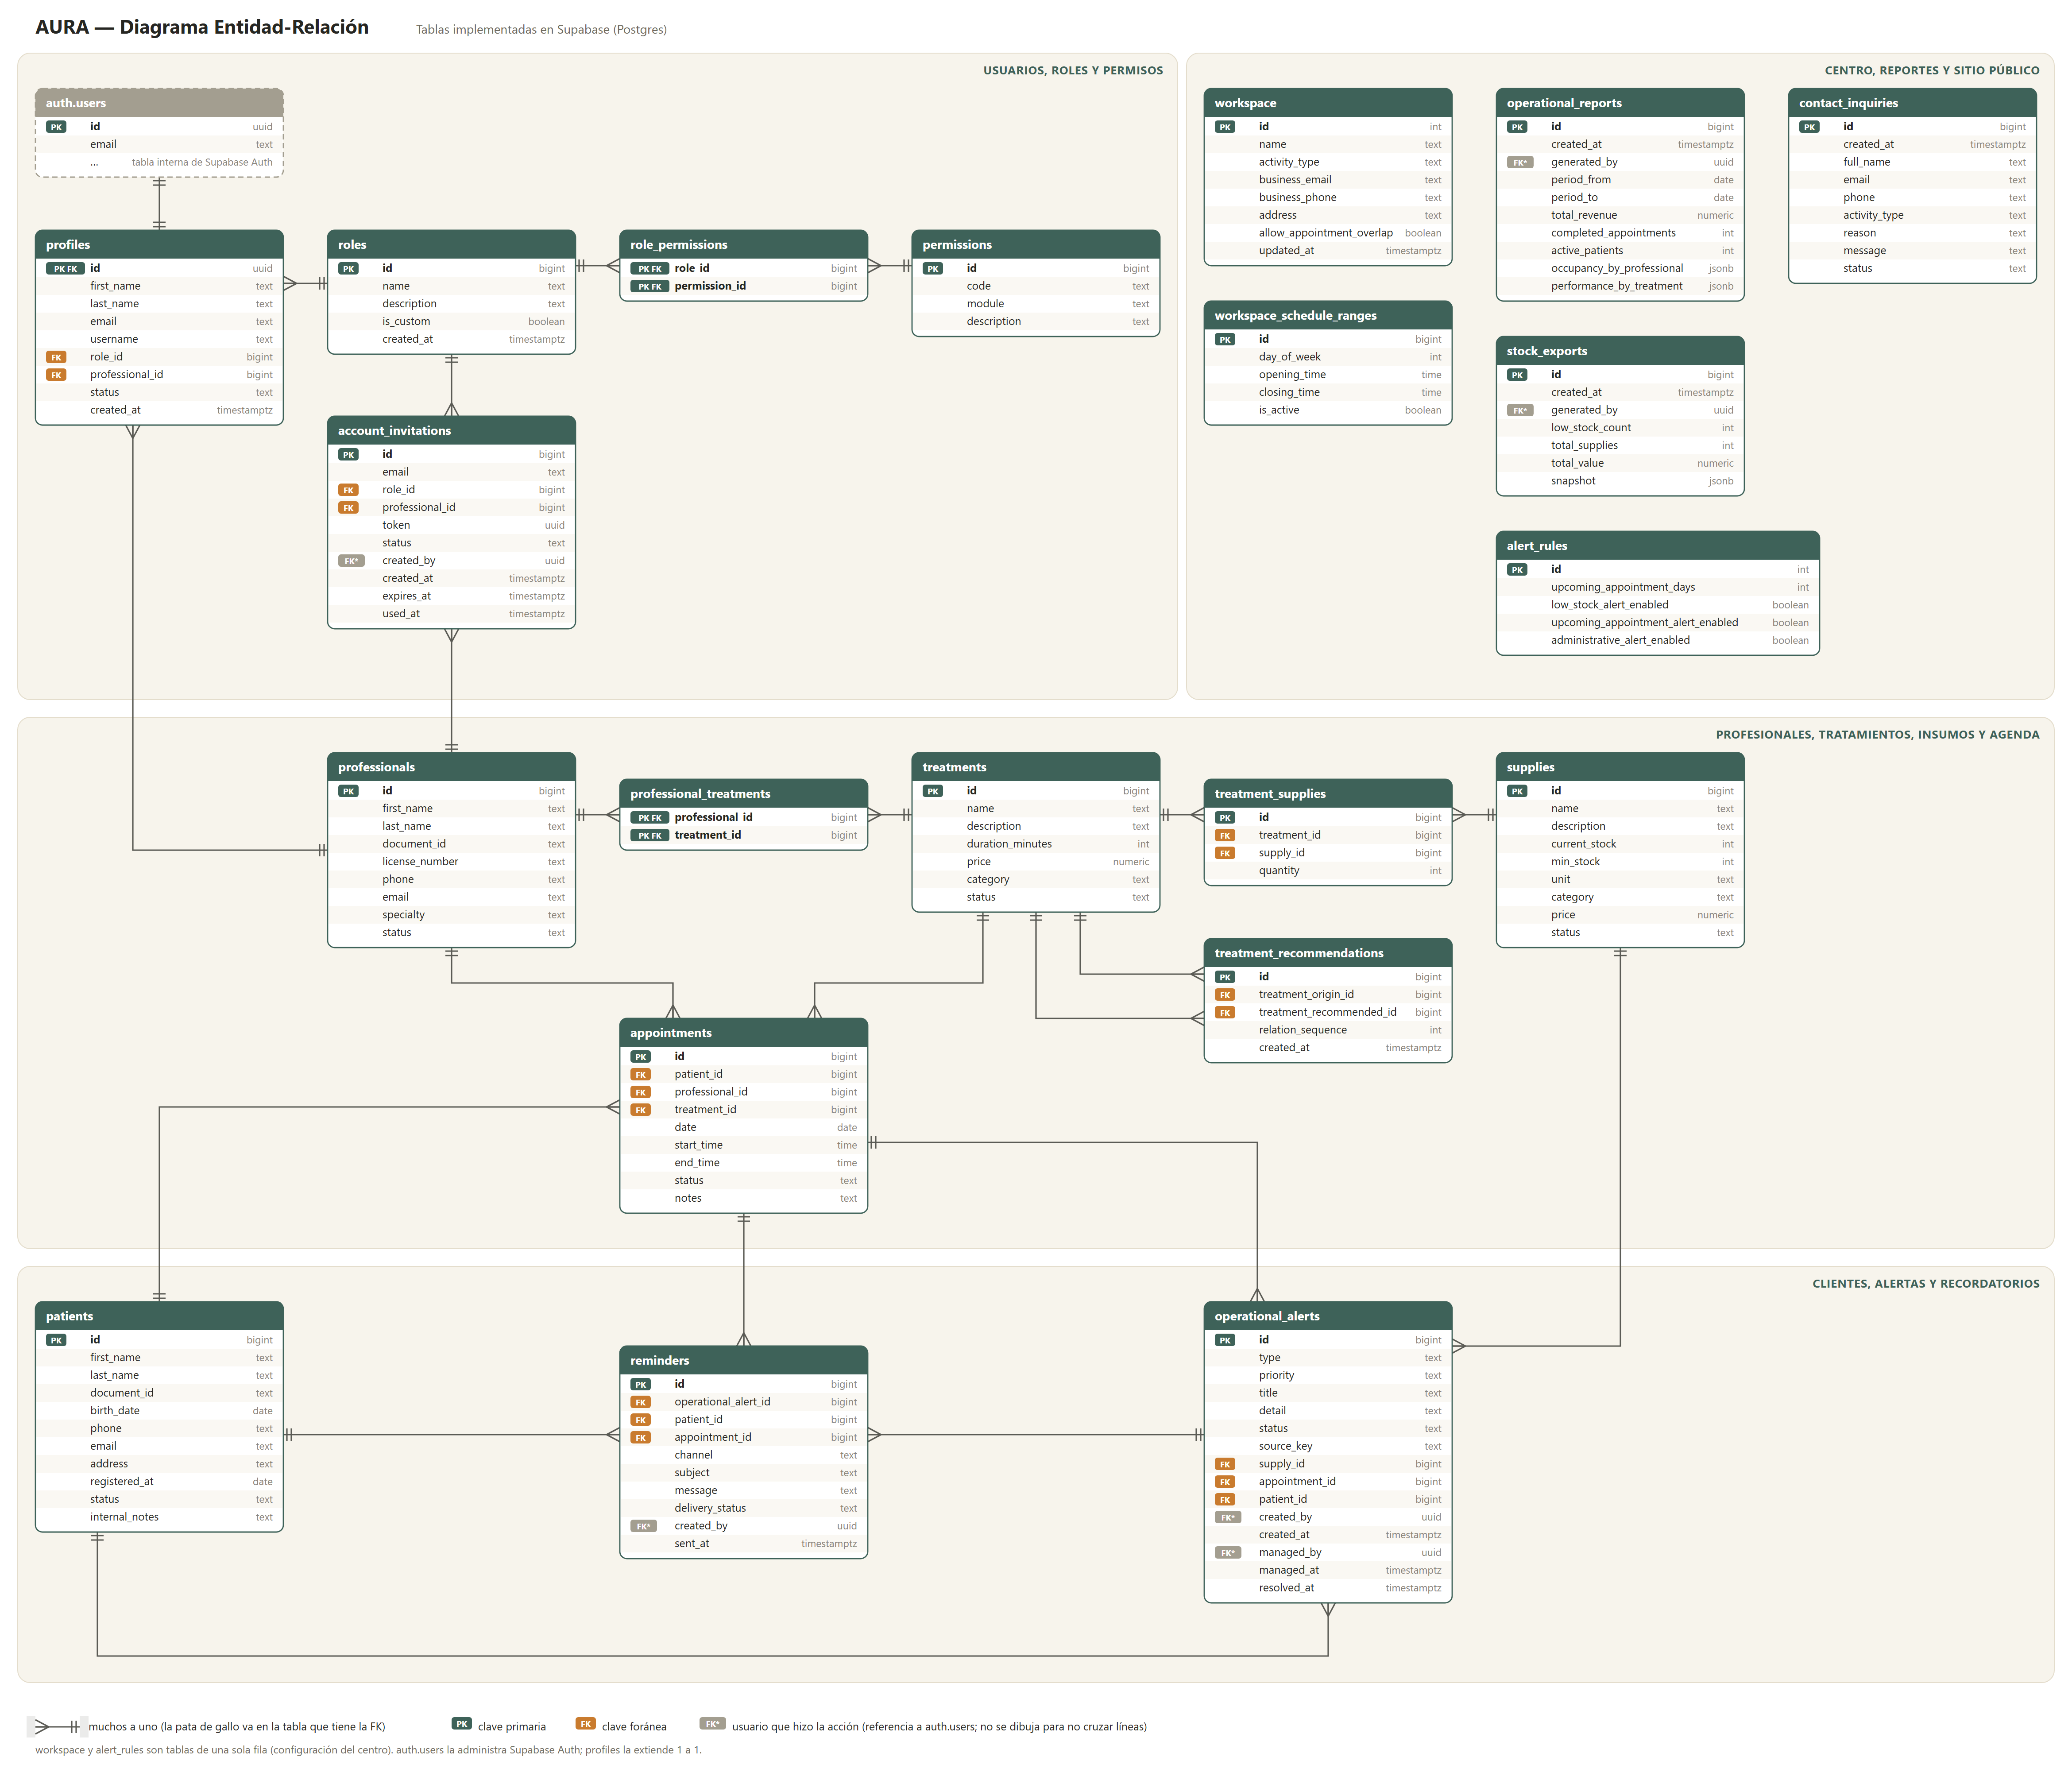 AURA — Diagrama Entidad-Relación Tablas implementadas en Supabase (Postgres)
USUARIOS, ROLES Y PERMISOS
auth.users
PK id uuid
email text
... tabla interna de Supabase Auth
profiles
PK FK id uuid
first_name text
last_name text
email text
username text
FK role_id bigint
FK professional_id bigint
status text
created_at timestamptz
roles
PK id bigint
name text
description text
is_custom boolean
created_at timestamptz
role_permissions
PK FK role_id bigint
PK FK permission_id bigint
permissions
PK id bigint
code text
module text
description text
account_invitations
PK id bigint
email text
FK role_id bigint
FK professional_id bigint
token uuid
status text
FK* created_by uuid
created_at timestamptz
expires_at timestamptz
used_at timestamptz
CENTRO, REPORTES Y SITIO PÚBLICO
workspace
PK id int
name text
activity_type text
business_email text
business_phone text
address text
allow_appointment_overlap boolean
updated_at timestamptz
workspace_schedule_ranges
PK id bigint
day_of_week int
opening_time time
closing_time time
is_active boolean
operational_reports
PK id bigint
created_at timestamptz
FK* generated_by uuid
period_from date
period_to date
total_revenue numeric
completed_appointments int
active_patients int
occupancy_by_professional jsonb
performance_by_treatment jsonb
stock_exports
PK id bigint
created_at timestamptz
FK* generated_by uuid
low_stock_count int
total_supplies int
total_value numeric
snapshot jsonb
alert_rules
PK id int
upcoming_appointment_days int
low_stock_alert_enabled boolean
upcoming_appointment_alert_enabled boolean
administrative_alert_enabled boolean
contact_inquiries
PK id bigint
created_at timestamptz
full_name text
email text
phone text
activity_type text
reason text
message text
status text
PROFESIONALES, TRATAMIENTOS, INSUMOS Y AGENDA
professionals
PK id bigint
first_name text
last_name text
document_id text
license_number text
phone text
email text
specialty text
status text
professional_treatments
PK FK professional_id bigint
PK FK treatment_id bigint
treatments
PK id bigint
name text
description text
duration_minutes int
price numeric
category text
status text
treatment_supplies
PK id bigint
FK treatment_id bigint
FK supply_id bigint
quantity int
supplies
PK id bigint
name text
description text
current_stock int
min_stock int
unit text
category text
price numeric
status text
treatment_recommendations
PK id bigint
FK treatment_origin_id bigint
FK treatment_recommended_id bigint
relation_sequence int
created_at timestamptz
appointments
PK id bigint
FK patient_id bigint
FK professional_id bigint
FK treatment_id bigint
date date
start_time time
end_time time
status text
notes text
CLIENTES, ALERTAS Y RECORDATORIOS
patients
PK id bigint
first_name text
last_name text
document_id text
birth_date date
phone text
email text
address text
registered_at date
status text
internal_notes text
reminders
PK id bigint
FK operational_alert_id bigint
FK patient_id bigint
FK appointment_id bigint
channel text
subject text
message text
delivery_status text
FK* created_by uuid
sent_at timestamptz
operational_alerts
PK id bigint
type text
priority text
title text
detail text
status text
source_key text
FK supply_id bigint
FK appointment_id bigint
FK patient_id bigint
FK* created_by uuid
created_at timestamptz
FK* managed_by uuid
managed_at timestamptz
resolved_at timestamptz
muchos a uno (la pata de gallo va en la tabla que tiene la FK) PK clave primaria FK clave foránea FK* usuario que hizo la acción (referencia a auth.users; no se dibuja para no cruzar líneas)
workspace y alert_rules son tablas de una sola fila (configuración del centro). auth.users la administra Supabase Auth; profiles la extiende 1 a 1.